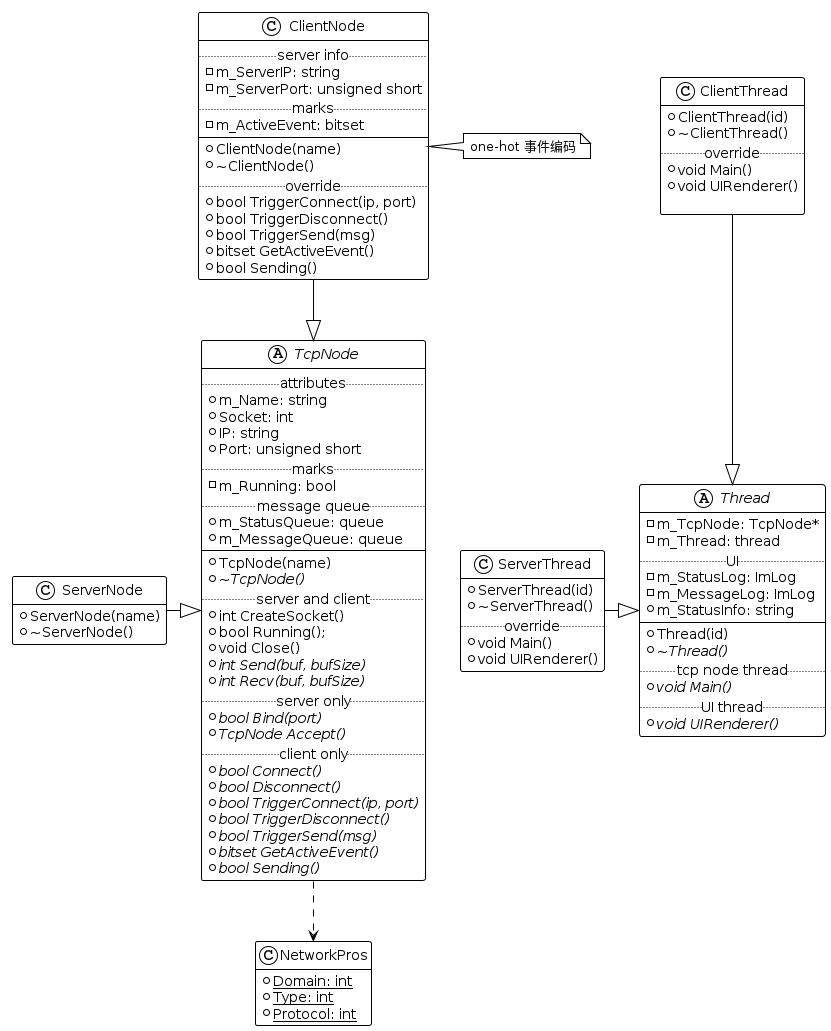 C ClientNode
server info
m_ServerIP: string
m_ServerPort: unsigned short
marks
m_ActiveEvent: bitset
ClientNode(name)
~ClientNode()
override
bool TriggerConnect(ip, port)
bool TriggerDisconnect()
bool TriggerSend(msg)
bitset GetActiveEvent()
bool Sending()
one-hot 事件编码
C ClientThread
ClientThread(id)
~ClientThread()
override
void Main()
void UIRenderer()
A TcpNode
attributes
m_Name: string
Socket: int
IP: string
Port: unsigned short
marks
m_Running: bool
message queue
m_StatusQueue: queue
m_MessageQueue: queue
TcpNode(name)
~TcpNode()
server and client
int CreateSocket()
bool Running();
void Close()
int Send(buf, bufSize)
int Recv(buf, bufSize)
server only
bool Bind(port)
TcpNode Accept()
client only
bool Connect()
bool Disconnect()
bool TriggerConnect(ip, port)
bool TriggerDisconnect()
bool TriggerSend(msg)
bitset GetActiveEvent()
bool Sending()
C ServerNode
ServerNode(name)
~ServerNode()
C ServerThread
ServerThread(id)
~ServerThread()
override
void Main()
void UIRenderer()
A Thread
m_TcpNode: TcpNode*
m_Thread: thread
UI
m_StatusLog: ImLog
m_MessageLog: ImLog
m_StatusInfo: string
Thread(id)
~Thread()
tcp node thread
void Main()
UI thread
void UIRenderer()
C NetworkPros
Domain: int
Type: int
Protocol: int